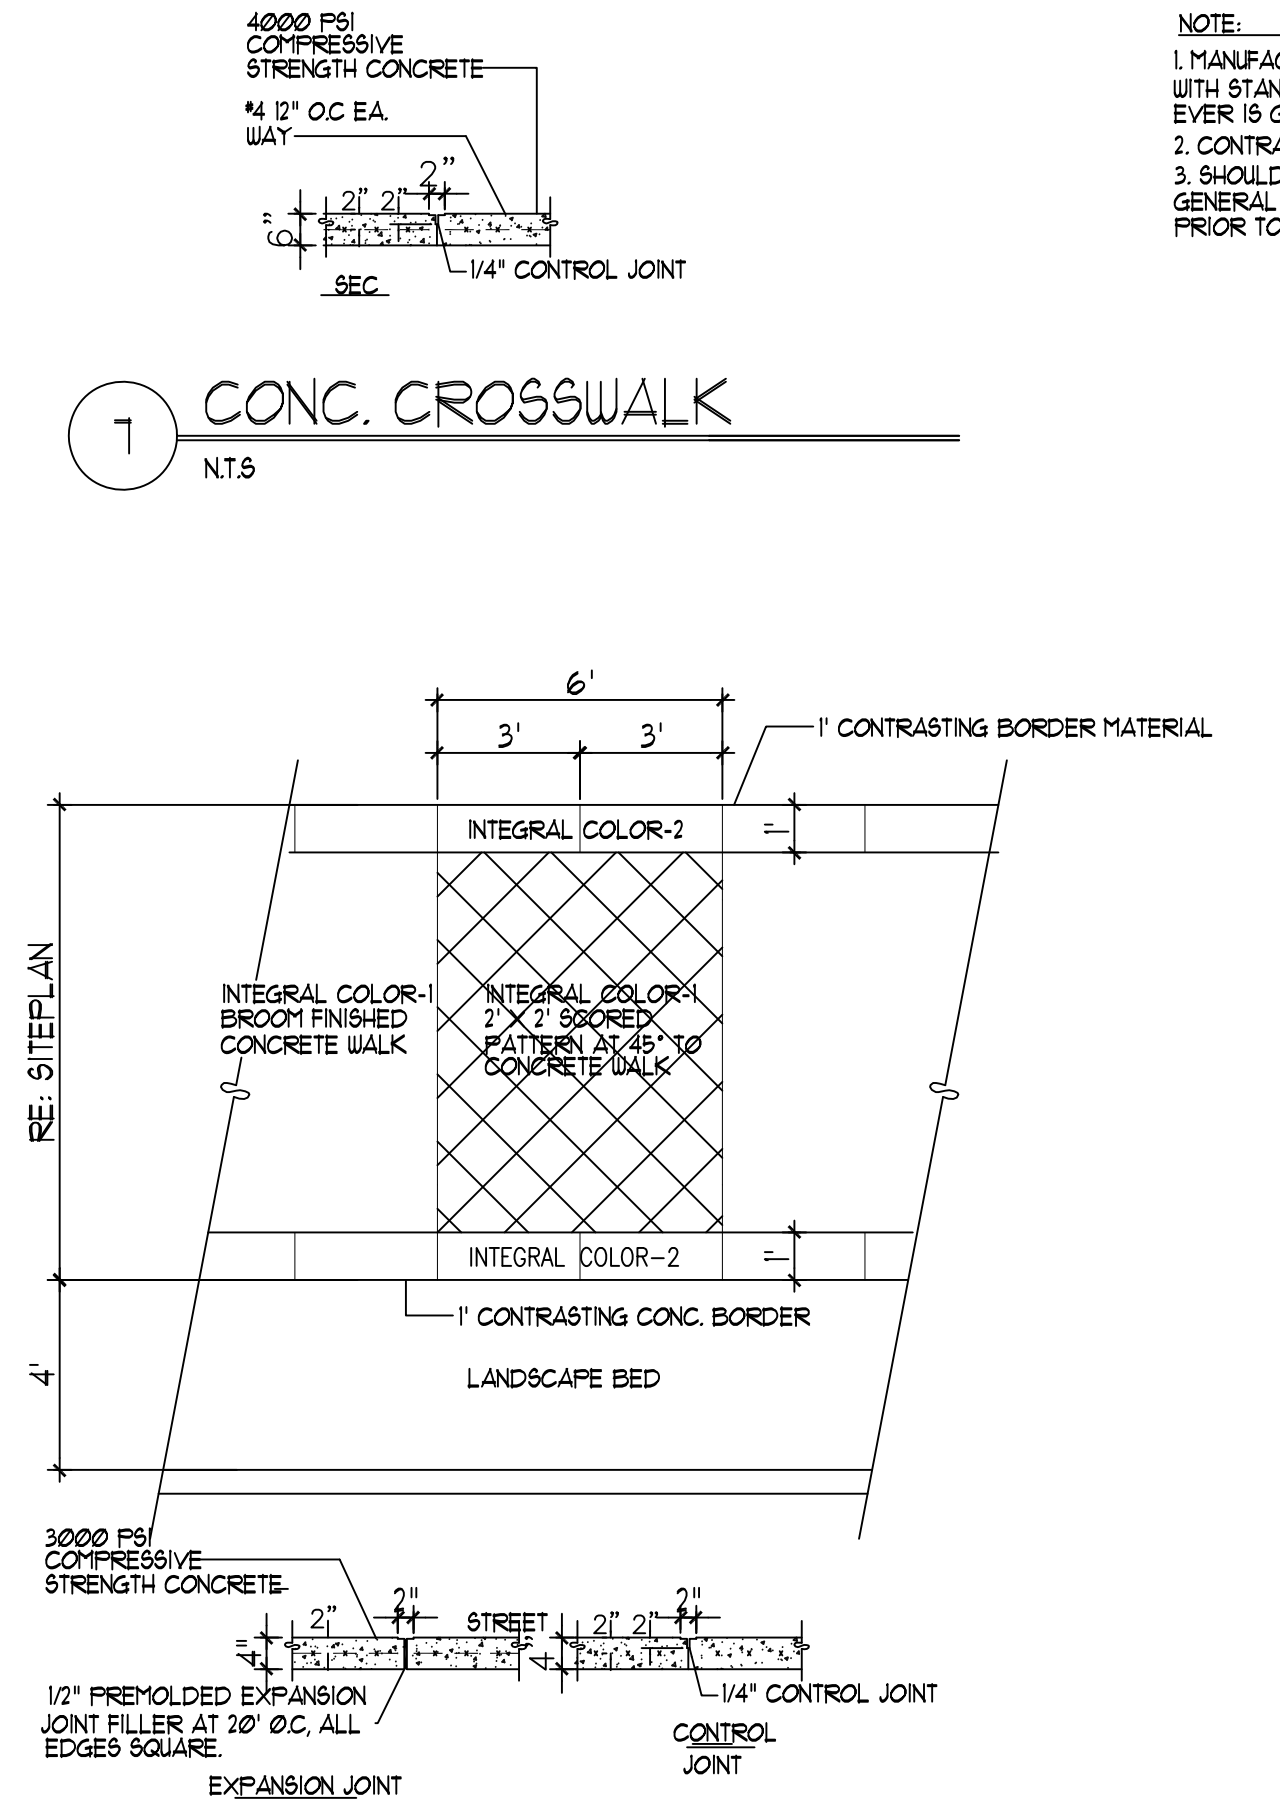 4000 PSI
COMPRESSIVE
STRENGTH CONCRETE
#4 12" O.C EA.
WAY
2"
2" 2"
6"
1/4" CONTROL JOINT
SEC
NOTE:
1. MANUFAC
WITH STAN
EVER IS G
2. CONTRA
3. SHOULD
GENERAL
PRIOR TO
7
CONC. CROSSWALK
N.T.S
6'
3' 3'
1' CONTRASTING BORDER MATERIAL
INTEGRAL COLOR-2
1'
RE: SITEPLAN
INTEGRAL COLOR-1
BROOM FINISHED
CONCRETE WALK
INTEGRAL COLOR-1
2' X 2' SCORED
PATTERN AT 45° TO
CONCRETE WALK
INTEGRAL COLOR-2
1'
1' CONTRASTING CONC. BORDER
4'
LANDSCAPE BED
3000 PSI
COMPRESSIVE
STRENGTH CONCRETE
2"
2"
4"
STREET
2"
2" 2"
4"
1/2" PREMOLDED EXPANSION
JOINT FILLER AT 20' O.C, ALL
EDGES SQUARE.
EXPANSION JOINT
1/4" CONTROL JOINT
CONTROL
JOINT